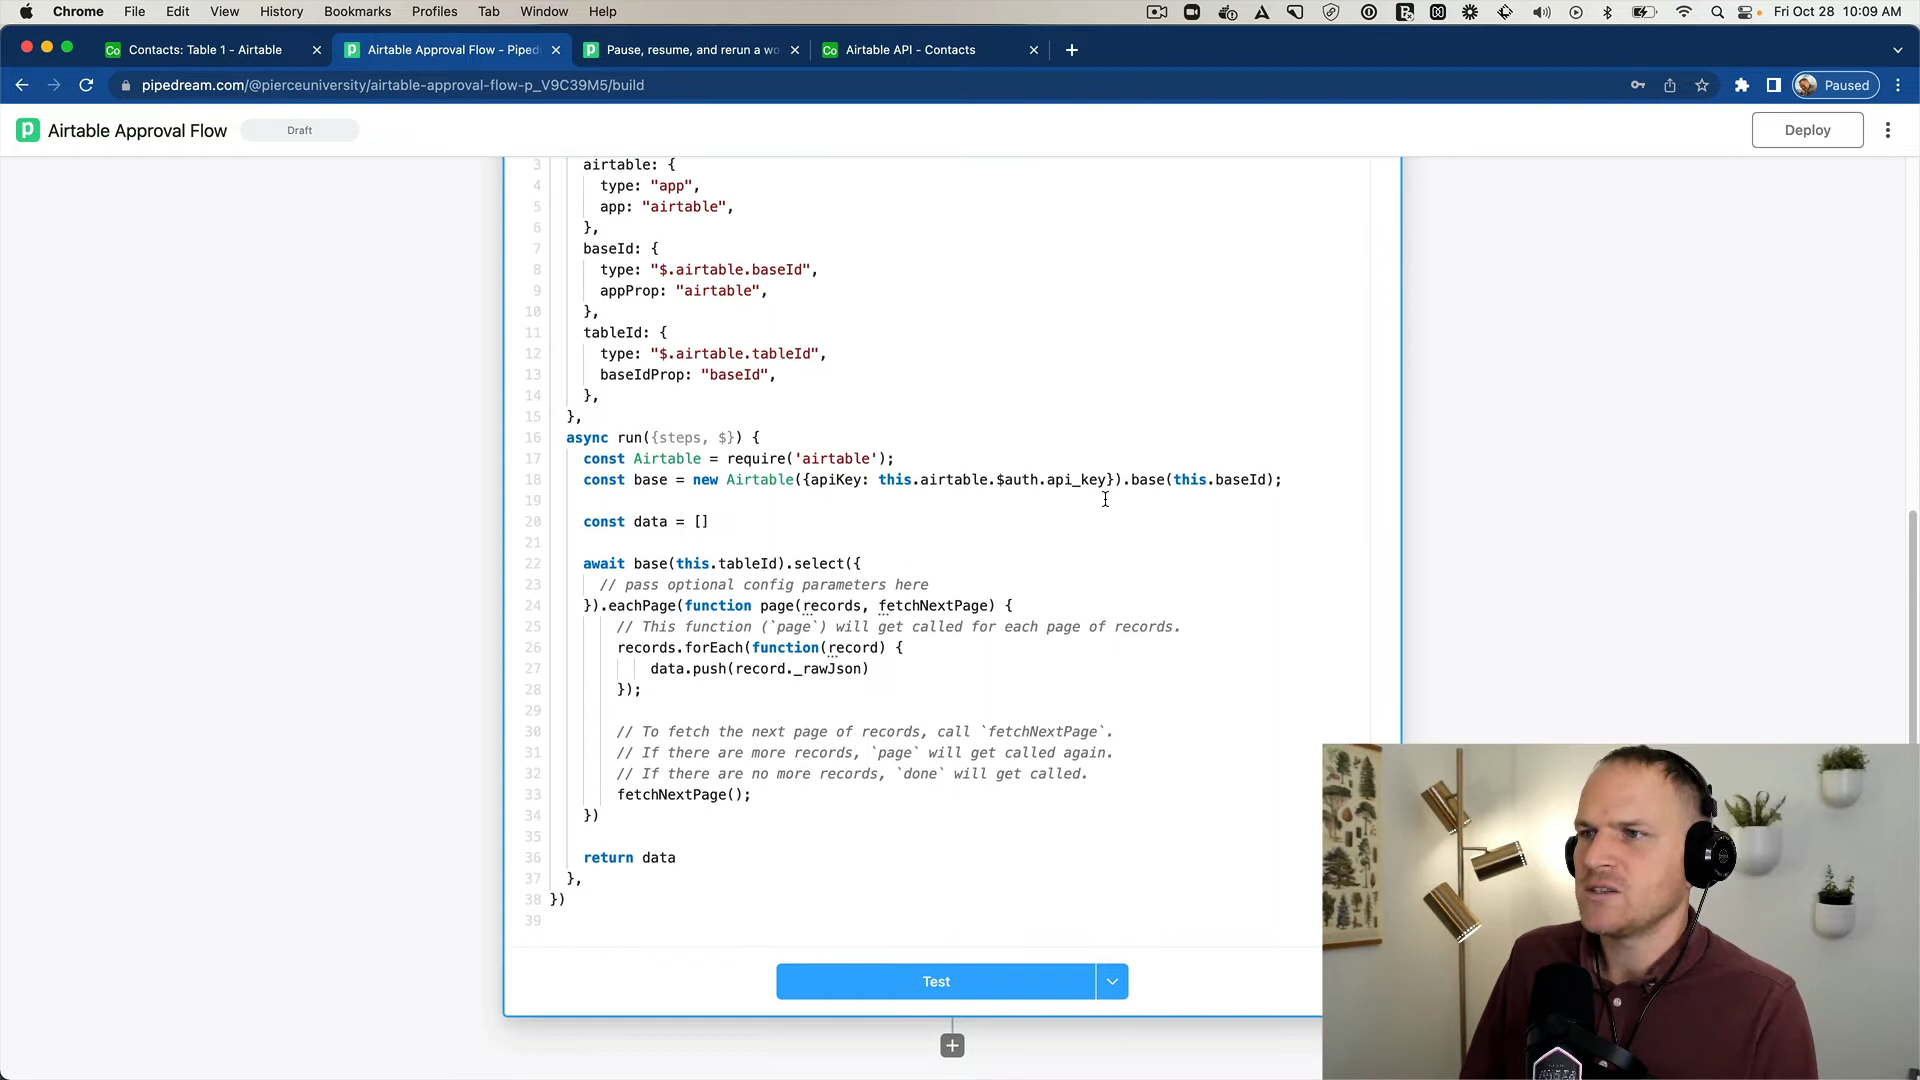 Chrome File Edit View History Bookmarks Profiles Tab Window Help Fri Oct 28 10:09 AM
Contacts: Table 1 - Airtable
Airtable Approval Flow - Piped
Pause, resume, and rerun a wo
Airtable API - Contacts
pipedream.com/@pierceuniversity/airtable-approval-flow-p_V9C39M5/build
Paused
Airtable Approval Flow
Draft
Deploy
3 airtable: {
4 type: "app",
5 app: "airtable",
6 },
7 baseId: {
8 type: "$.airtable.baseId",
9 appProp: "airtable",
10 },
11 tableId: {
12 type: "$.airtable.tableId",
13 baseIdProp: "baseId",
14 },
15 },
16 async run({steps, $}) {
17 const Airtable = require('airtable');
18 const base = new Airtable({apiKey: this.airtable.$auth.api_key}).base(this.baseId);
19
20 const data = []
21
22 await base(this.tableId).select({
23 // pass optional config parameters here
24 }).eachPage(function page(records, fetchNextPage) {
25 // This function (`page`) will get called for each page of records.
26 records.forEach(function(record) {
27 data.push(record._rawJson)
28 });
29
30 // To fetch the next page of records, call `fetchNextPage`.
31 // If there are more records, `page` will get called again.
32 // If there are no more records, `done` will get called.
33 fetchNextPage();
34 })
35
36 return data
37 },
38 })
39
Test